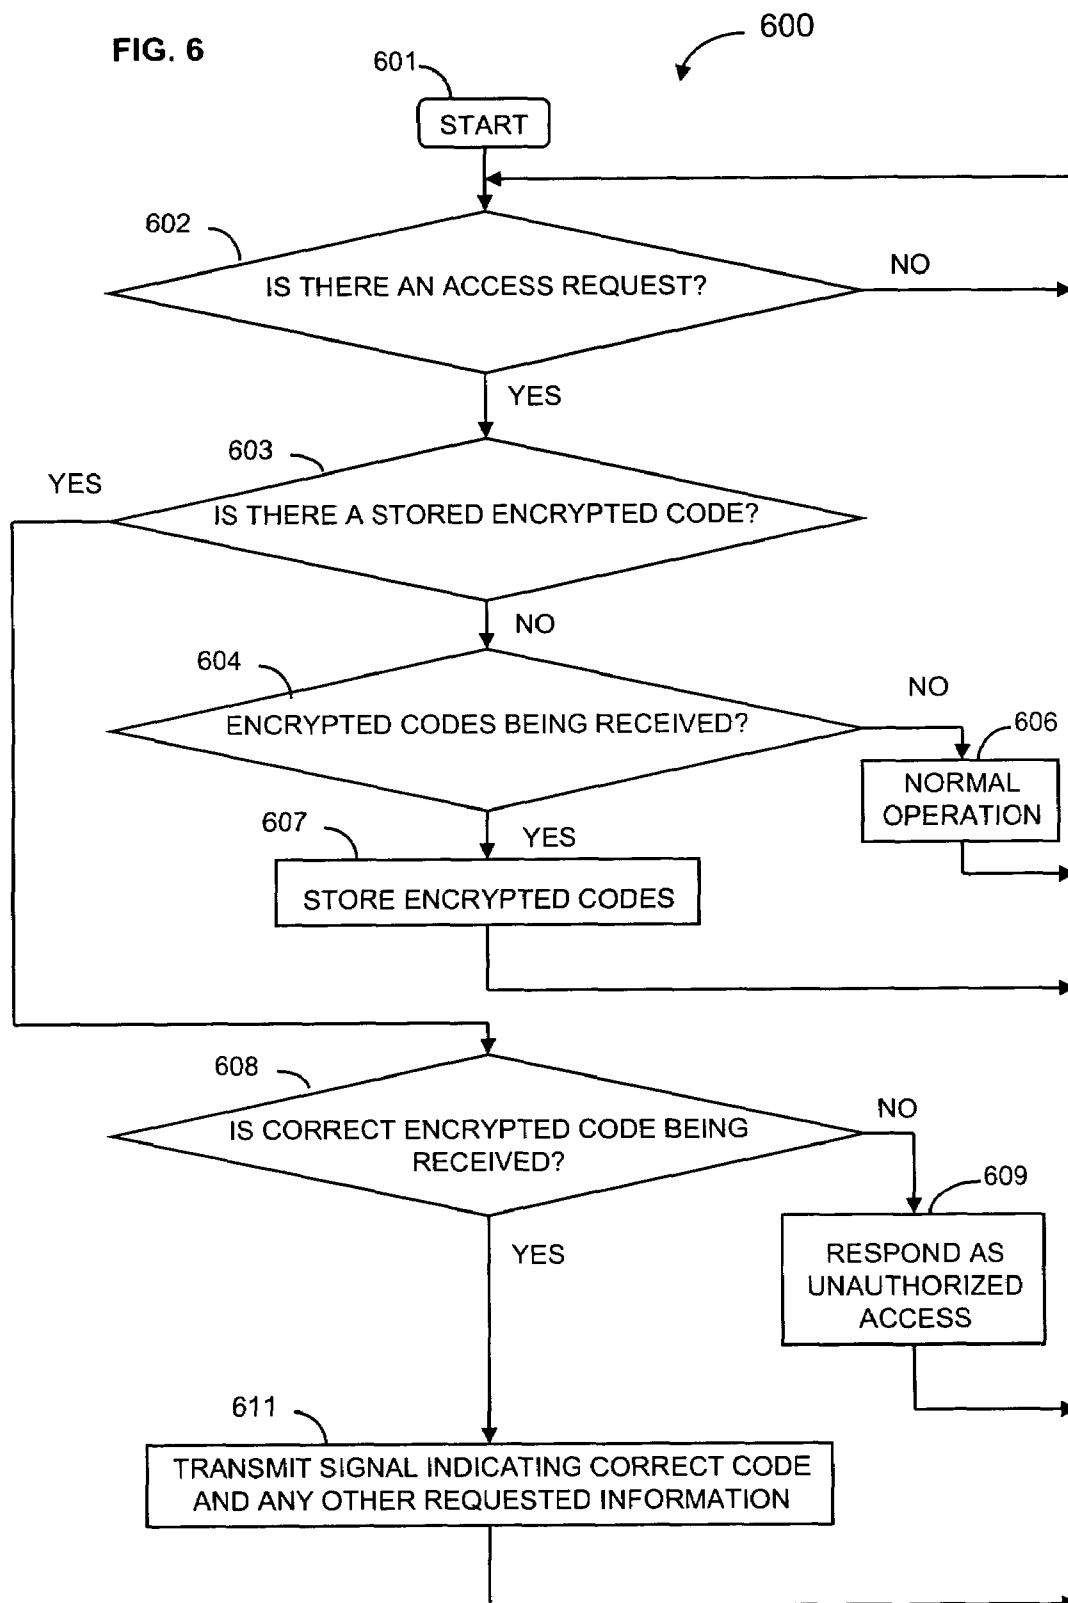 FIG. 6
600
601
START
602
IS THERE AN ACCESS REQUEST?
NO
YES
603
YES
IS THERE A STORED ENCRYPTED CODE?
NO
604
ENCRYPTED CODES BEING RECEIVED?
NO
606
NORMAL
OPERATION
607
YES
STORE ENCRYPTED CODES
608
IS CORRECT ENCRYPTED CODE BEING
RECEIVED?
NO
609
YES
RESPOND AS
UNAUTHORIZED
ACCESS
611
TRANSMIT SIGNAL INDICATING CORRECT CODE
AND ANY OTHER REQUESTED INFORMATION